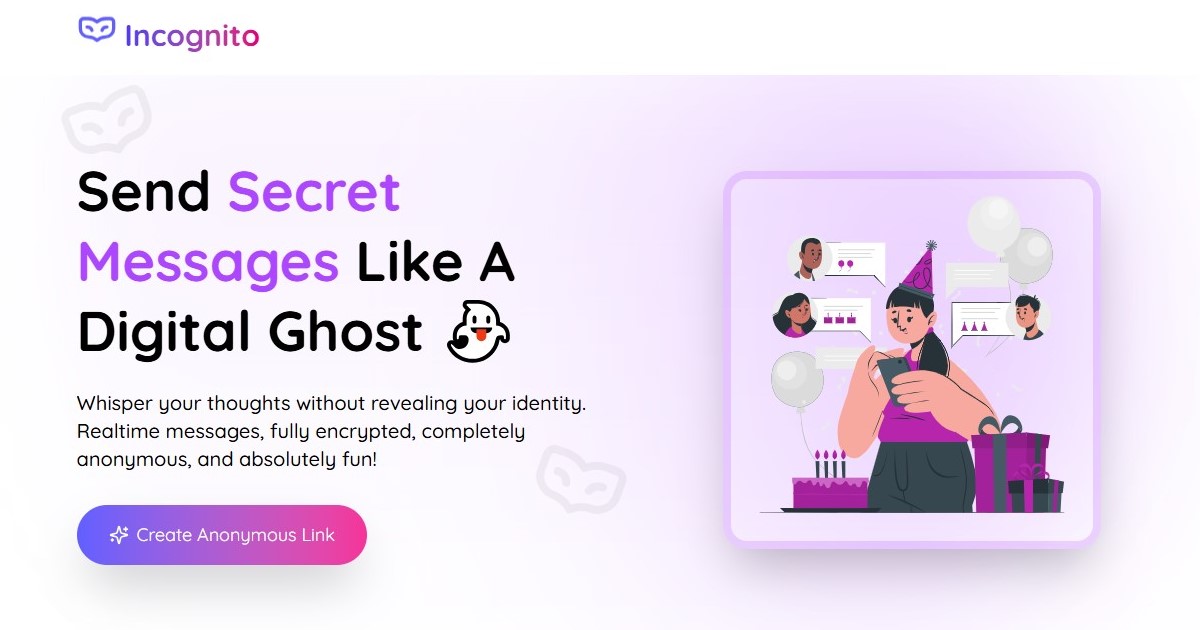 Incognito
Send Secret
Messages Like A
Digital Ghost 👻
Whisper your thoughts without revealing your identity.
Realtime messages, fully encrypted, completely
anonymous, and absolutely fun!
Create Anonymous Link